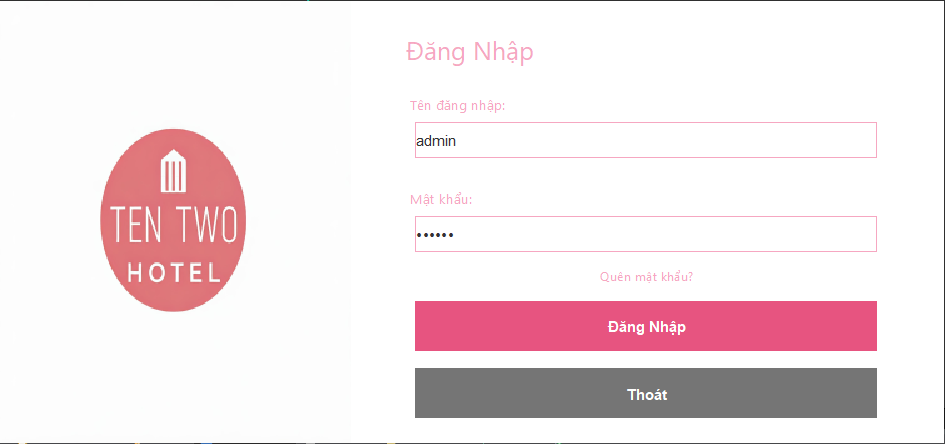 TEN TWO
HOTEL
Đăng Nhập
Tên đăng nhập:
admin
Mật khẩu:
••••••
Quên mật khẩu?
Đăng Nhập
Thoát